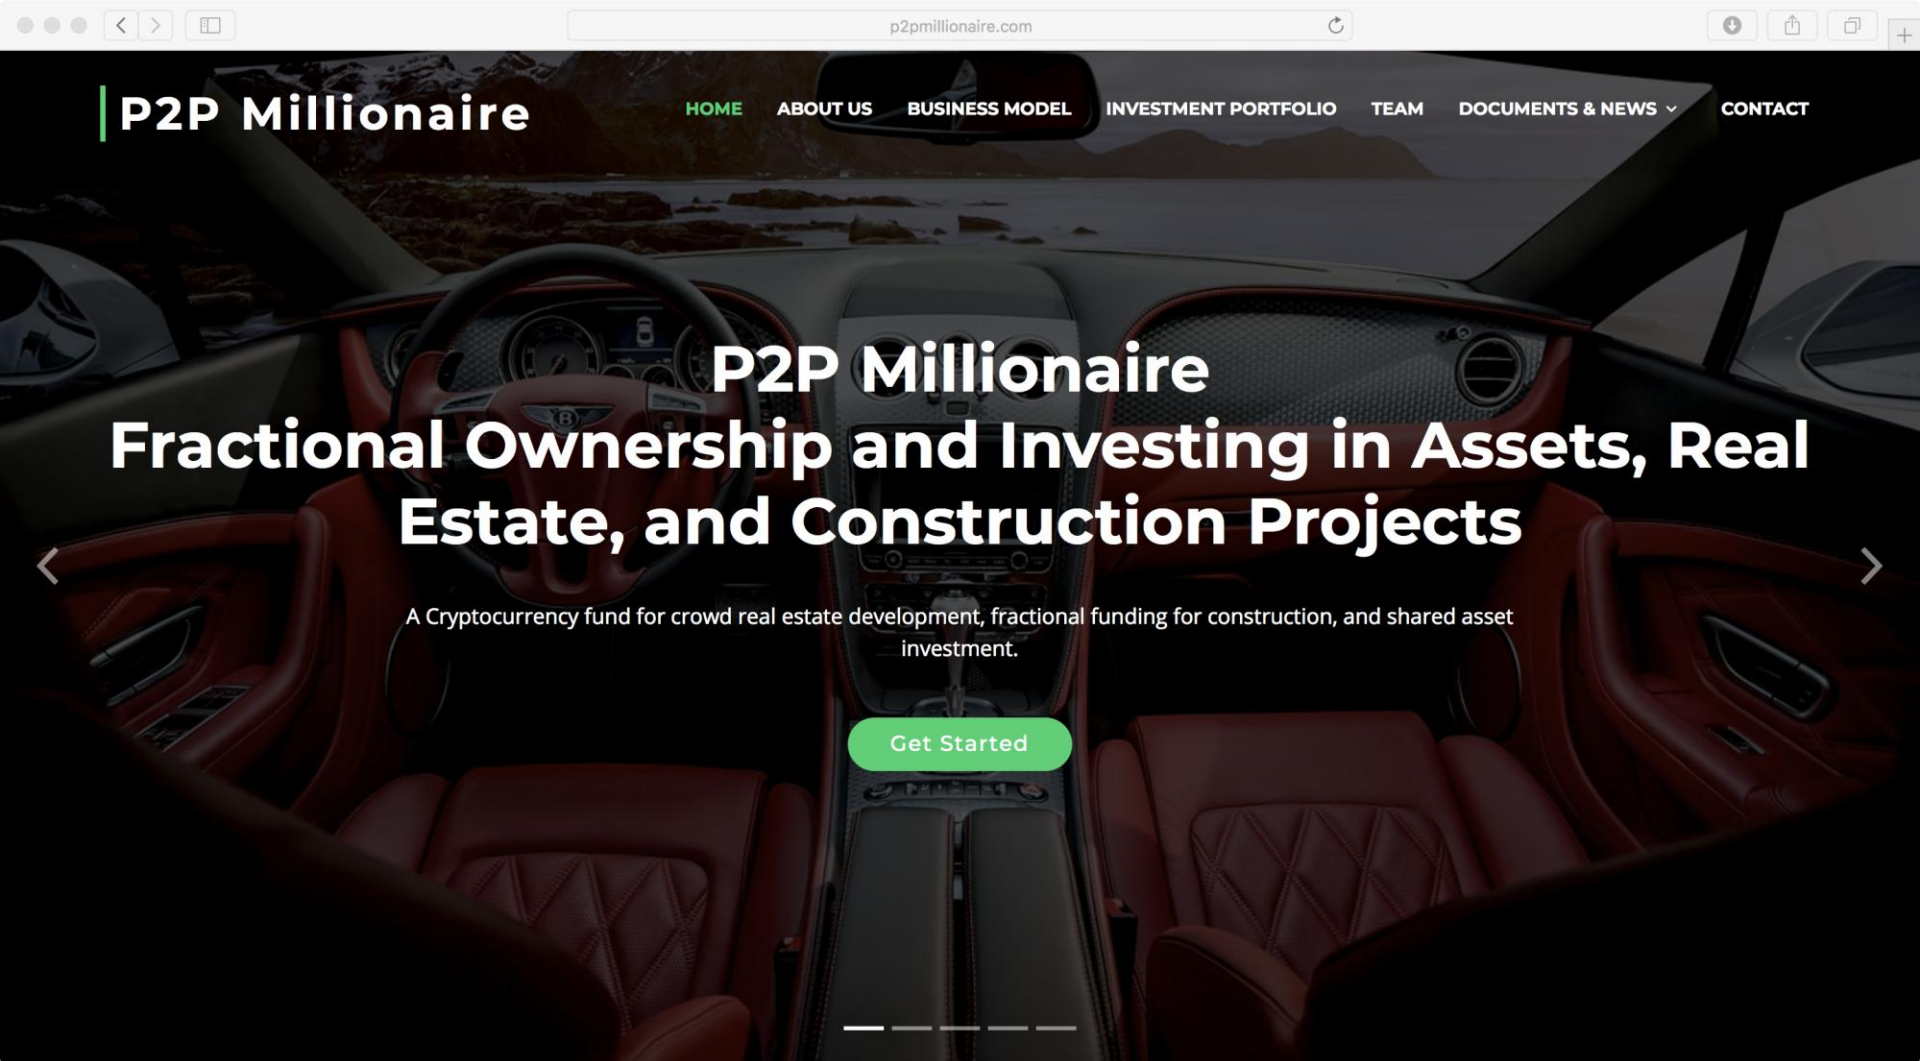 p2pmillionaire.com
P2P Millionaire
HOME ABOUT US BUSINESS MODEL INVESTMENT PORTFOLIO TEAM DOCUMENTS & NEWS CONTACT
P2P Millionaire
Fractional Ownership and Investing in Assets, Real
Estate, and Construction Projects
A Cryptocurrency fund for crowd real estate development, fractional funding for construction, and shared asset
investment.
Get Started
B